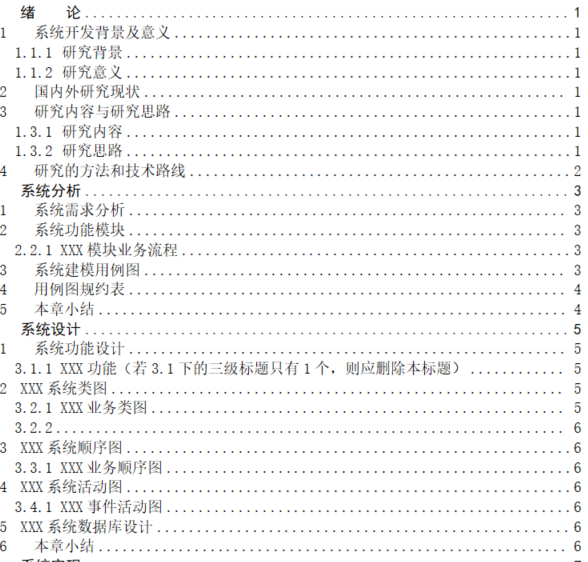 绪 论 1
1 系统开发背景及意义 1
1.1.1 研究背景 1
1.1.2 研究意义 1
2 国内外研究现状 1
3 研究内容与研究思路 1
1.3.1 研究内容 1
1.3.2 研究思路 1
4 研究的方法和技术路线 2
系统分析 3
1 系统需求分析 3
2 系统功能模块 3
2.2.1 XXX 模块业务流程 3
3 系统建模用例图 3
4 用例图规约表 4
5 本章小结 4
系统设计 5
1 系统功能设计 5
3.1.1 XXX 功能（若 3.1 下的三级标题只有 1 个，则应删除本标题） 5
2 XXX 系统类图 5
3.2.1 XXX 业务类图 5
3.2.2 6
3 XXX 系统顺序图 6
3.3.1 XXX 业务顺序图 6
4 XXX 系统活动图 6
3.4.1 XXX 事件活动图 6
5 XXX 系统数据库设计 6
6 本章小结 6